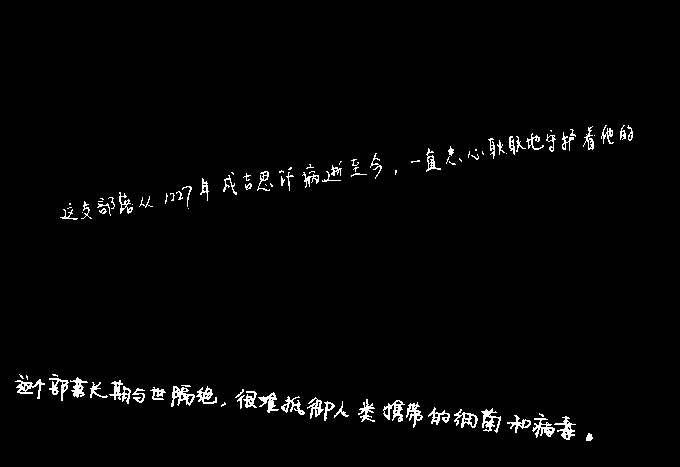 这支部落从1227年成吉思汗病逝至今，一直忠心耿耿地守护着他的
这个部落长期与世隔绝，很难抵御人类携带的细菌和病毒。